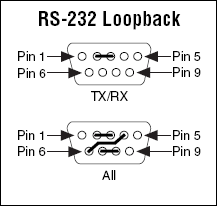 RS-232 Loopback
Pin 1 Pin 5
Pin 6 Pin 9
TX/RX
Pin 1 Pin 5
Pin 6 Pin 9
All